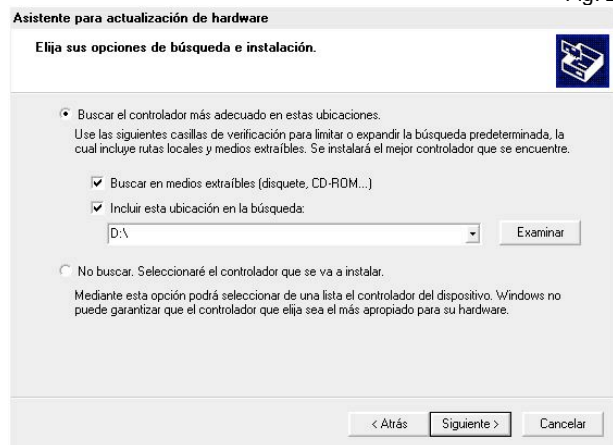 Asistente para actualización de hardware
Elija sus opciones de búsqueda e instalación.
Buscar el controlador más adecuado en estas ubicaciones.
Use las siguientes casillas de verificación para limitar o expandir la búsqueda predeterminada, la
cual incluye rutas locales y medios extraíbles. Se instalará el mejor controlador que se encuentre.
Buscar en medios extraíbles (disquete, CD-ROM...)
Incluir esta ubicación en la búsqueda:
D:\
Examinar
No buscar. Seleccionaré el controlador que se va a instalar.
Mediante esta opción podrá seleccionar de una lista el controlador del dispositivo. Windows no
puede garantizar que el controlador que elija sea el más apropiado para su hardware.
< Atrás
Siguiente >
Cancelar